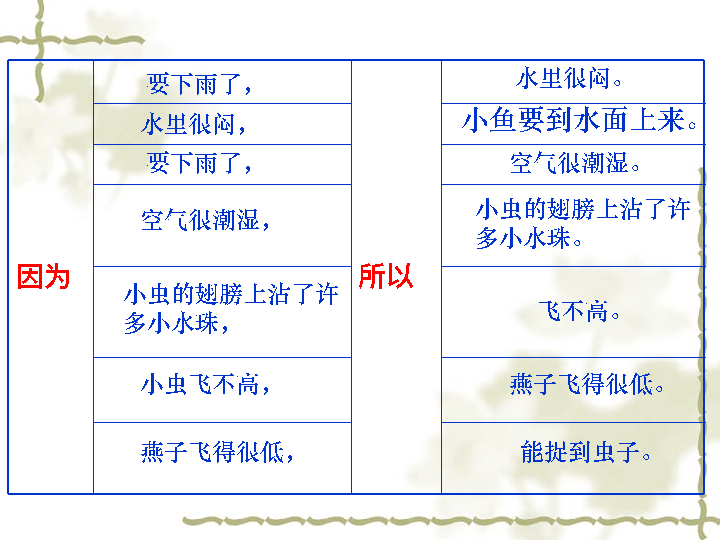 要下雨了，
水里很闷。
水里很闷，
小鱼要到水面上来。
要下雨了，
空气很潮湿。
空气很潮湿，
小虫的翅膀上沾了许
多小水珠。
因为
所以
小虫的翅膀上沾了许
多小水珠，
飞不高。
小虫飞不高，
燕子飞得很低。
燕子飞得很低，
能捉到虫子。